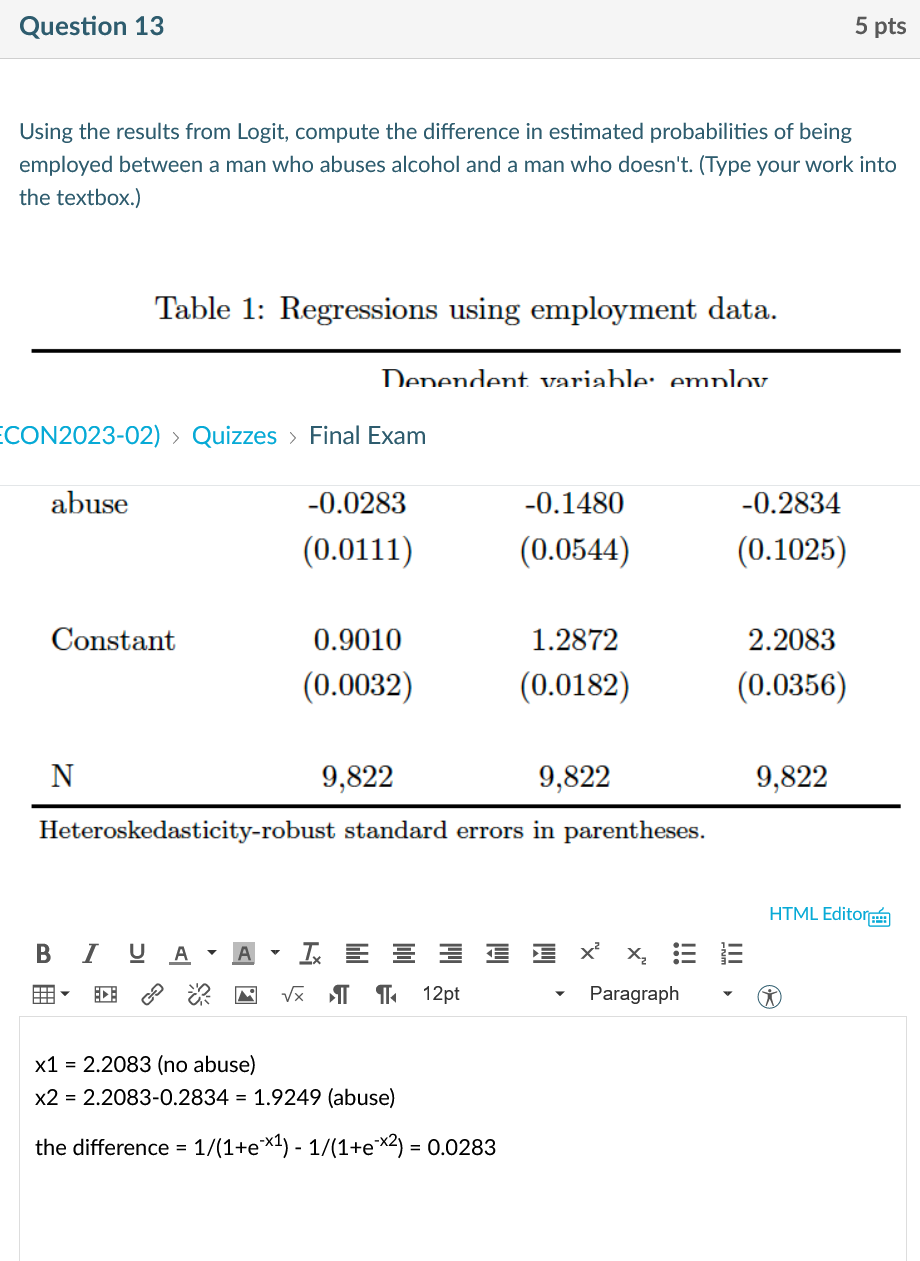 Question 13 5 pts
Using the results from Logit, compute the difference in estimated probabilities of being
employed between a man who abuses alcohol and a man who doesn't. (Type your work into
the textbox.)
Table 1: Regressions using employment data.
Dependent variable: employ
ECON2023-02) > Quizzes > Final Exam
abuse -0.0283 -0.1480 -0.2834
(0.0111) (0.0544) (0.1025)
Constant 0.9010 1.2872 2.2083
(0.0032) (0.0182) (0.0356)
N 9,822 9,822 9,822
Heteroskedasticity-robust standard errors in parentheses.
HTML Editor
B I U A A Ix x² x₂
√x 12pt Paragraph
x1 = 2.2083 (no abuse)
x2 = 2.2083-0.2834 = 1.9249 (abuse)
the difference = 1/(1+e^-x1) - 1/(1+e^-x2) = 0.0283